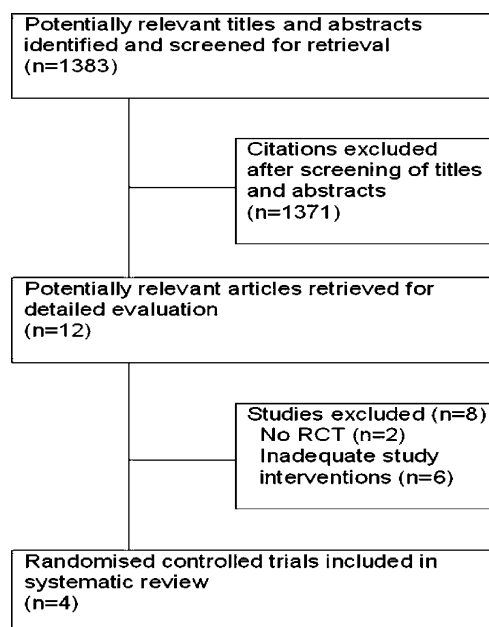 Potentially relevant titles and abstracts
identified and screened for retrieval
(n=1383)
Citations excluded
after screening of titles
and abstracts
(n=1371)
Potentially relevant articles retrieved for
detailed evaluation
(n=12)
Studies excluded (n=8)
No RCT (n=2)
Inadequate study
interventions (n=6)
Randomised controlled trials included in
systematic review
(n=4)